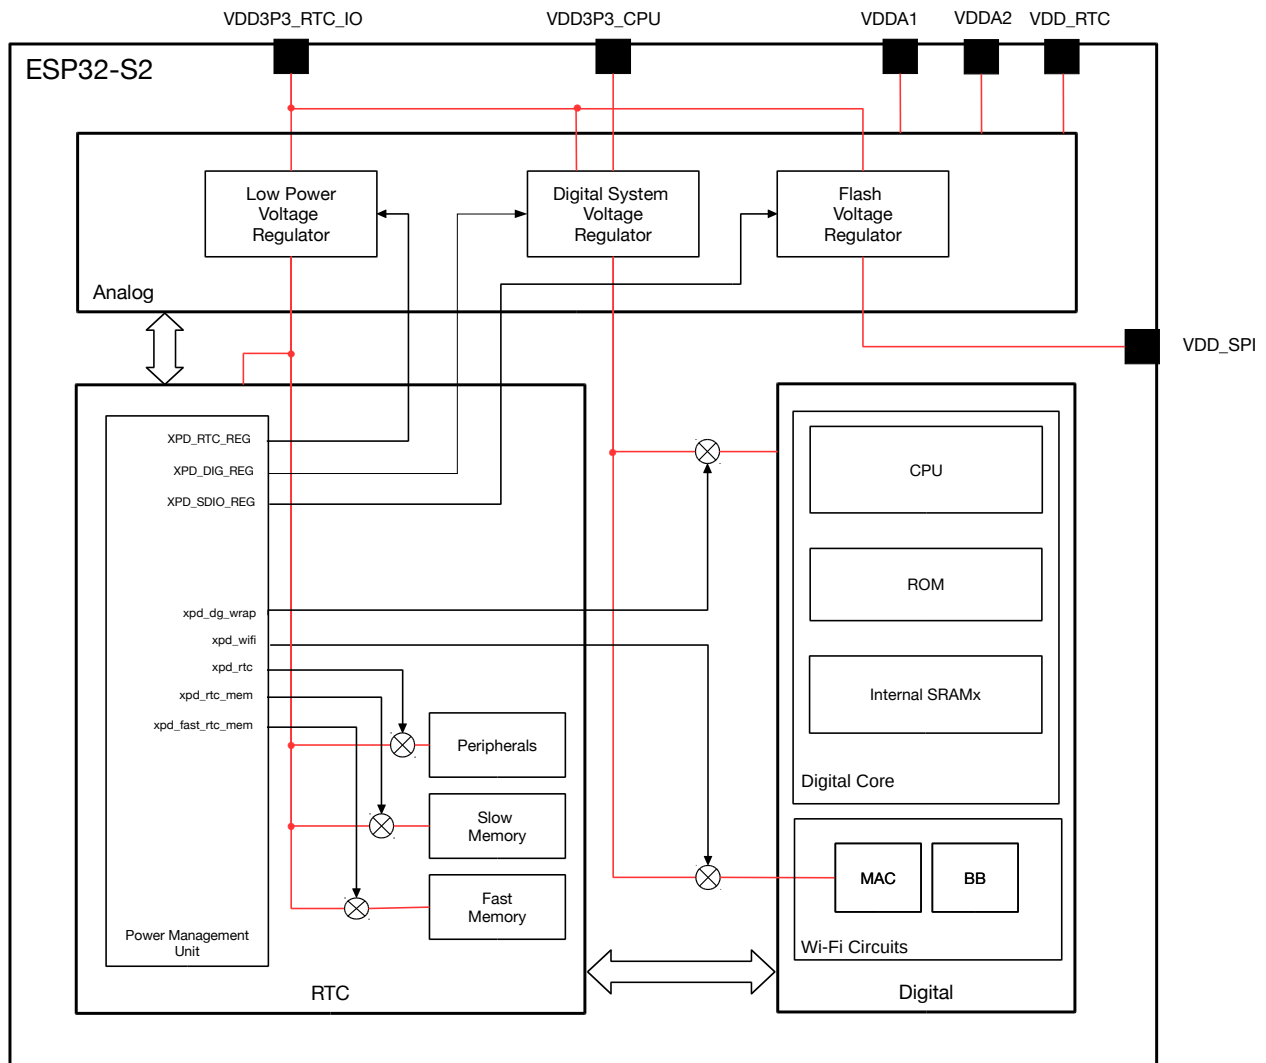 VDD3P3_RTC_IO
VDD3P3_CPU
VDDA1
VDDA2
VDD_RTC
ESP32-S2
Low Power
Voltage
Regulator
Digital System
Voltage
Regulator
Flash
Voltage
Regulator
Analog
VDD_SPI
XPD_RTC_REG
XPD_DIG_REG
XPD_SDIO_REG
xpd_dg_wrap
xpd_wifi
xpd_rtc
xpd_rtc_mem
xpd_fast_rtc_mem
Power Management
Unit
Peripherals
Slow
Memory
Fast
Memory
RTC
CPU
ROM
Internal SRAMx
Digital Core
MAC
BB
Wi-Fi Circuits
Digital